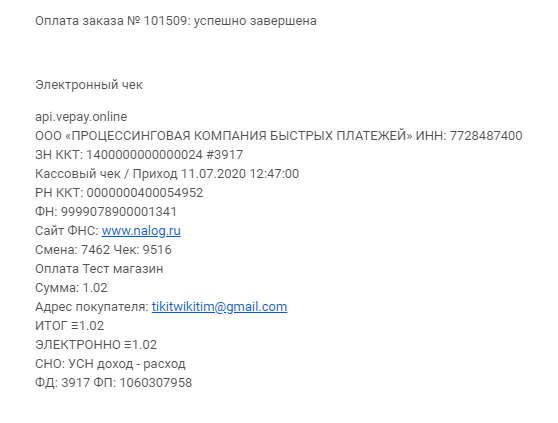 Оплата заказа № 101509: успешно завершена
Электронный чек
api.vepay.online
ООО «ПРОЦЕССИНГОВАЯ КОМПАНИЯ БЫСТРЫХ ПЛАТЕЖЕЙ» ИНН: 7728487400
ЗН ККТ: 1400000000000024 #3917
Кассовый чек / Приход 11.07.2020 12:47:00
РН ККТ: 0000000400054952
ФН: 9999078900001341
Сайт ФНС: www.nalog.ru
Смена: 7462 Чек: 9516
Оплата Тест магазин
Сумма: 1.02
Адрес покупателя: tikitwikitim@gmail.com
ИТОГ ≡1.02
ЭЛЕКТРОННО ≡1.02
СНО: УСН доход - расход
ФД: 3917 ФП: 1060307958